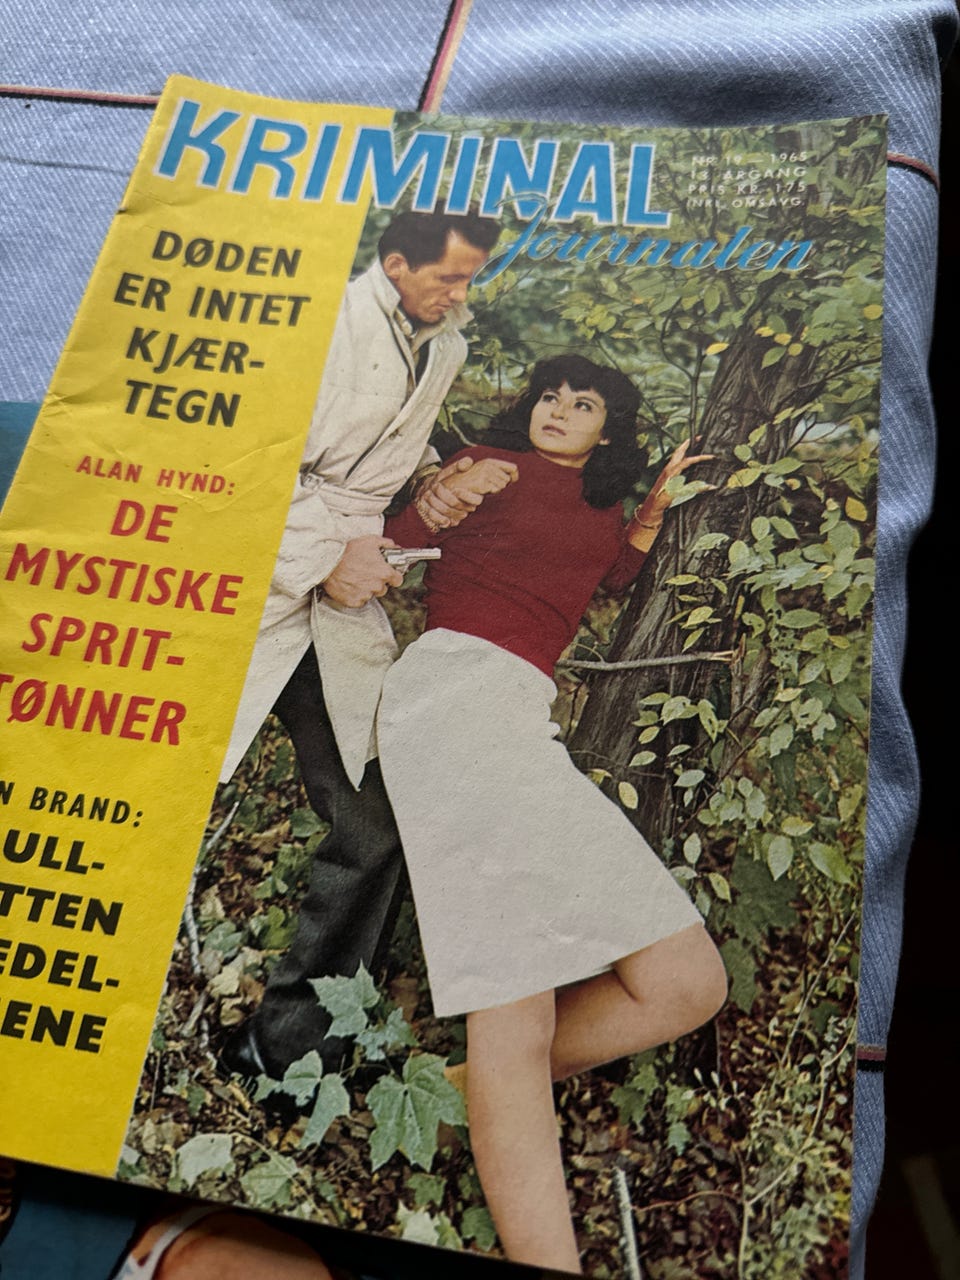 KRIMINAL
Journalen
NR. 19 — 1965
13. ÅRGANG
PRIS KR. 1.75
INKL. OMSAVG.
DØDEN
ER INTET
KJÆR-
TEGN
ALAN HYND:
DE
MYSTISKE
SPRIT-
TØNNER
N BRAND:
ULL-
TTEN
EDEL-
ENE